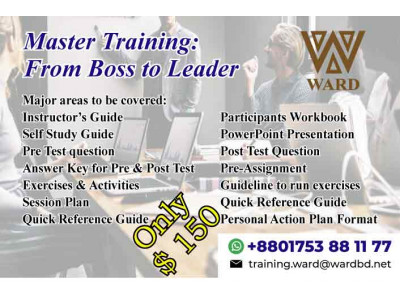 Master Training:
From Boss to Leader
WARD
Major areas to be covered:
Instructor's Guide
Self Study Guide
Pre Test question
Answer Key for Pre & Post Test
Exercises & Activities
Session Plan
Quick Reference Guide
Participants Workbook
PowerPoint Presentation
Post Test Question
Pre-Assignment
Guideline to run exercises
Quick Reference Guide
Personal Action Plan Format
Only
$ 150
+8801753 88 11 77
training.ward@wardbd.net